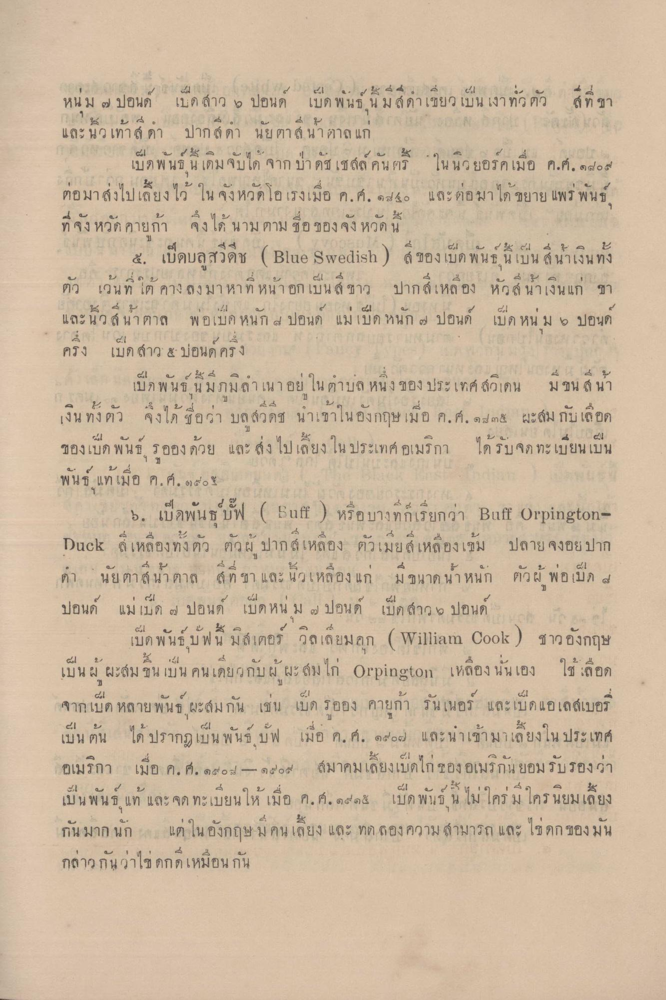 หนุ่ม ๗ ปอนด์ เป็ดสาว ๖ ปอนด์ เป็ดพันธุ์นี้มีสีดำเขียวเป็นเงาทั่วตัว สีที่ขา
และนิ้วเท้าสีดำ ปากสีดำ นัยตาสีน้ำตาลแก่
เป็ดพันธุ์นี้เดิมจับได้จากป่าดัชเชสส์คันตรี ในนิวยอร์คเมื่อ ค.ศ. ๑๘๐๙
ต่อมาส่งไปเลี้ยงไว้ ในจังหวัดโอเรงเมื่อ ค.ศ. ๑๘๔๐ และต่อมาได้ขยายแพร่พันธุ์
ที่จังหวัดคายูก้า จึงได้นามตามชื่อของจังหวัดนี้
๕. เป็ดบลูสวีดีช (Blue Swedish) สีของเป็ดพันธุ์นี้เป็นสีน้ำเงินทั้ง
ตัว เว้นที่ใต้คางลงมาหาที่หน้าอกเป็นสีขาว ปากสีเหลือง หัวสีน้ำเงินแก่ ขา
และนิ้วสีน้ำตาล พ่อเป็ดหนัก ๘ ปอนด์ แม่เป็ดหนัก ๗ ปอนด์ เป็ดหนุ่ม ๖ ปอนด์
ครึ่ง เป็ดสาว ๕ ปอนด์ครึ่ง
เป็ดพันธุ์นี้มีภูมิลำเนาอยู่ในตำบลหนึ่งของประเทศสวีเดน มีขนสีน้ำ
เงินทั้งตัว จึงได้ชื่อว่า บลูสวีดีช นำเข้าในอังกฤษเมื่อ ค.ศ. ๑๘๓๕ ผะสมกับเลือด
ของเป็ดพันธุ์รูอองด้วย และส่งไปเลี้ยงในประเทศอเมริกา ได้รับจดทะเบียนเป็น
พันธุ์แท้เมื่อ ค.ศ. ๑๙๐๕
๖. เป็ดพันธุ์บั๊ฟ (Buff) หรือบางทีก็เรียกว่า Buff Orpington-
Duck สีเหลืองทั้งตัว ตัวผู้ปากสีเหลือง ตัวเมียสีเหลืองเข้ม ปลายจงอยปาก
ดำ นัยตาสีน้ำตาล สีที่ขาและนิ้วเหลืองแก่ มีขนาดน้ำหนัก ตัวผู้พ่อเป็ด ๘
ปอนด์ แม่เป็ด ๗ ปอนด์ เป็ดหนุ่ม ๗ ปอนด์ เป็ดสาว ๖ ปอนด์
เป็ดพันธุ์บั๊ฟนี้ มิสเตอร์ วิลเลียมคุก (William Cook) ชาวอังกฤษ
เป็นผู้ผะสมขึ้นเป็นคนเดียวกับผู้ผะสมไก่ Orpington เหลืองนั่นเอง ใช้เลือด
จากเป็ดหลายพันธุ์ผะสมกัน เช่น เป็ดรูออง คายูก้า รันเนอร์ และเป็ดแอเลสเบอรี่
เป็นต้น ได้ปรากฏเป็นพันธุ์บั๊ฟ เมื่อ ค.ศ. ๑๙๐๗ และนำเข้ามาเลี้ยงในประเทศ
อเมริกา เมื่อ ค.ศ. ๑๙๐๘—๑๙๐๙ สมาคมเลี้ยงเป็ดไก่ของอเมริกันยอมรับรองว่า
เป็นพันธุ์แท้ และจดทะเบียนให้เมื่อ ค.ศ. ๑๙๑๕ เป็ดพันธุ์นี้ไม่ใคร่มีใครนิยมเลี้ยง
กันมากนัก แต่ในอังกฤษมีคนเลี้ยง และ ทดลองความสามารถและไข่ดกของมัน
กล่าวกันว่าไข่ดกดีเหมือนกัน